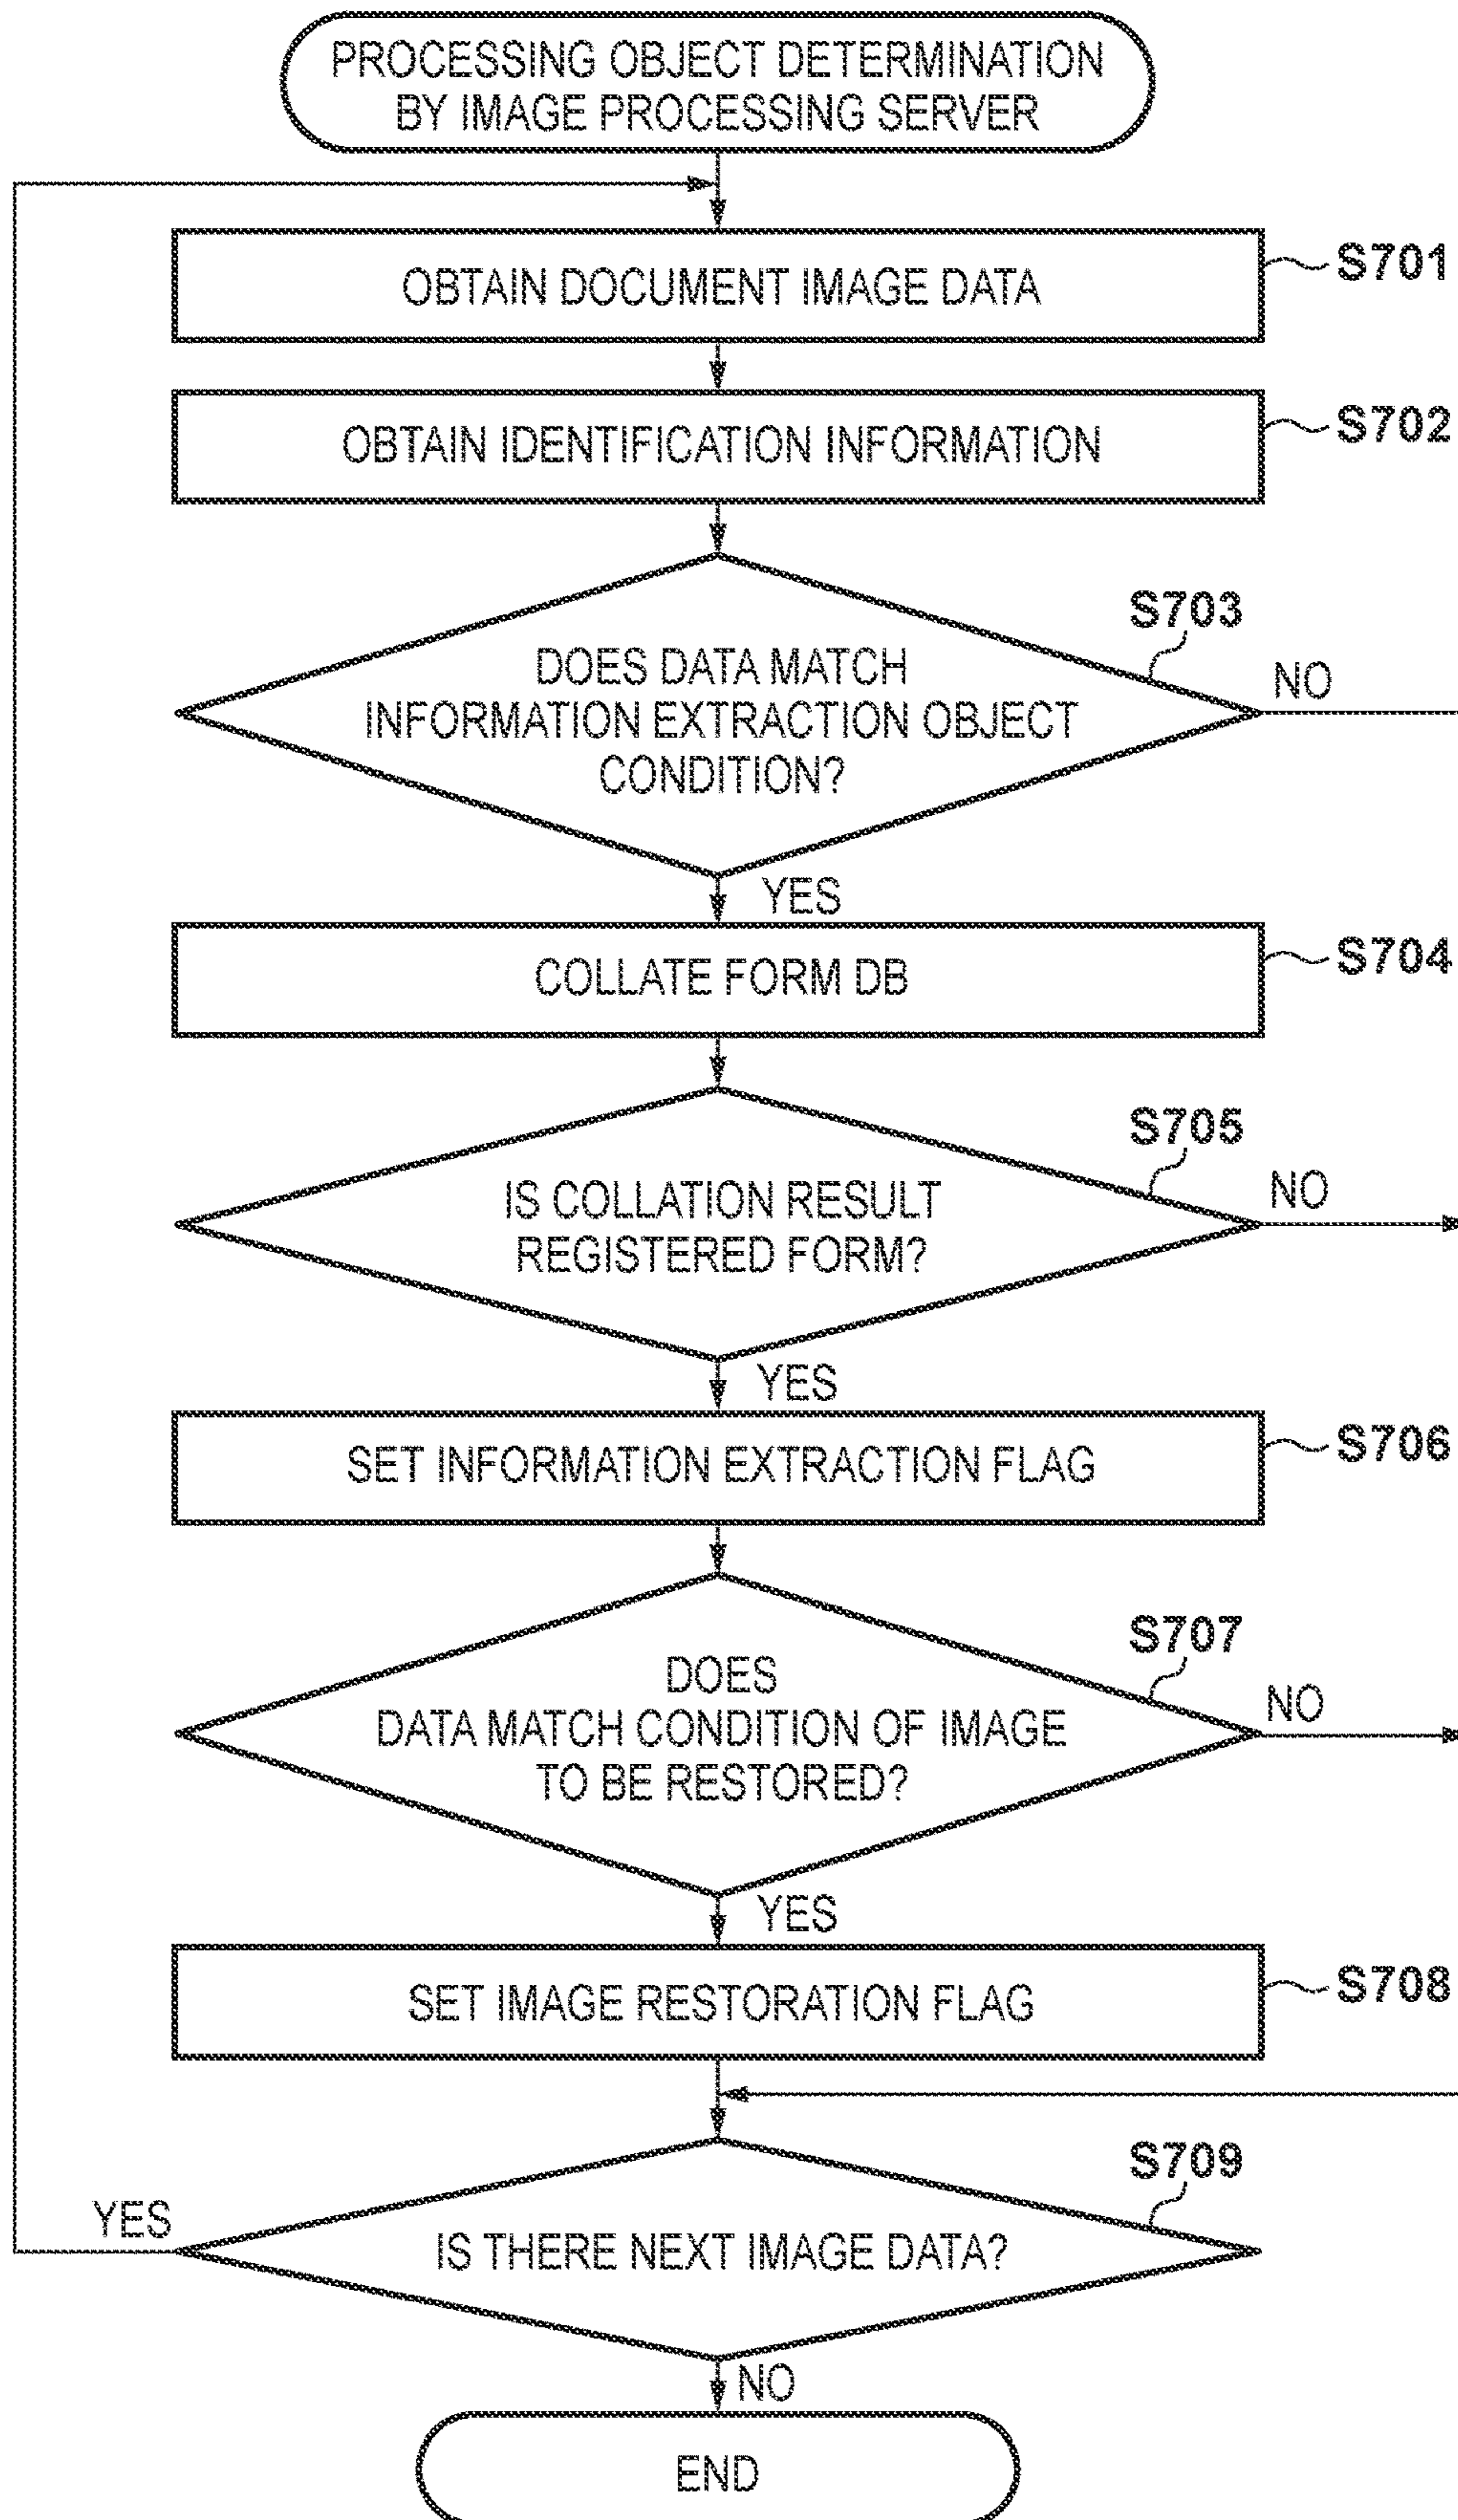 PROCESSING OBJECT DETERMINATION
BY IMAGE PROCESSING SERVER
OBTAIN DOCUMENT IMAGE DATA
S701
OBTAIN IDENTIFICATION INFORMATION
S702
S703
DOES DATA MATCH
INFORMATION EXTRACTION OBJECT
CONDITION?
NO
YES
COLLATE FORM DB
S704
S705
IS COLLATION RESULT
REGISTERED FORM?
NO
YES
SET INFORMATION EXTRACTION FLAG
S706
S707
DOES
DATA MATCH CONDITION OF IMAGE
TO BE RESTORED?
NO
YES
SET IMAGE RESTORATION FLAG
S708
S709
YES
IS THERE NEXT IMAGE DATA?
NO
END